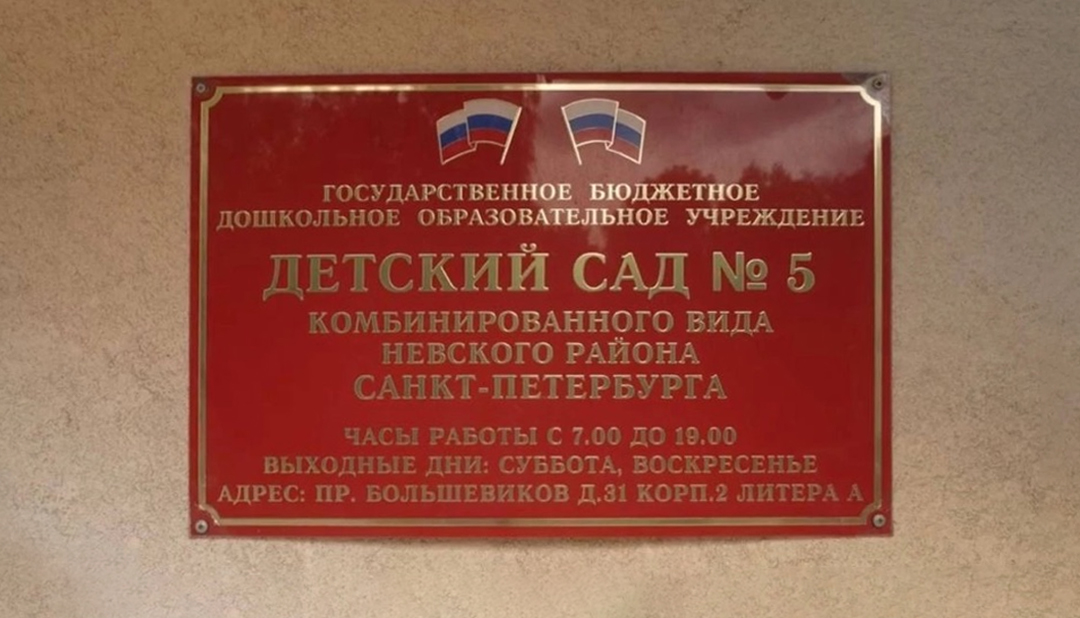 ГОСУДАРСТВЕННОЕ БЮДЖЕТНОЕ
ДОШКОЛЬНОЕ ОБРАЗОВАТЕЛЬНОЕ УЧРЕЖДЕНИЕ
ДЕТСКИЙ САД № 5
КОМБИНИРОВАННОГО ВИДА
НЕВСКОГО РАЙОНА
САНКТ-ПЕТЕРБУРГА
ЧАСЫ РАБОТЫ С 7.00 ДО 19.00
ВЫХОДНЫЕ ДНИ: СУББОТА, ВОСКРЕСЕНЬЕ
АДРЕС: ПР. БОЛЬШЕВИКОВ Д.31 КОРП.2 ЛИТЕРА А